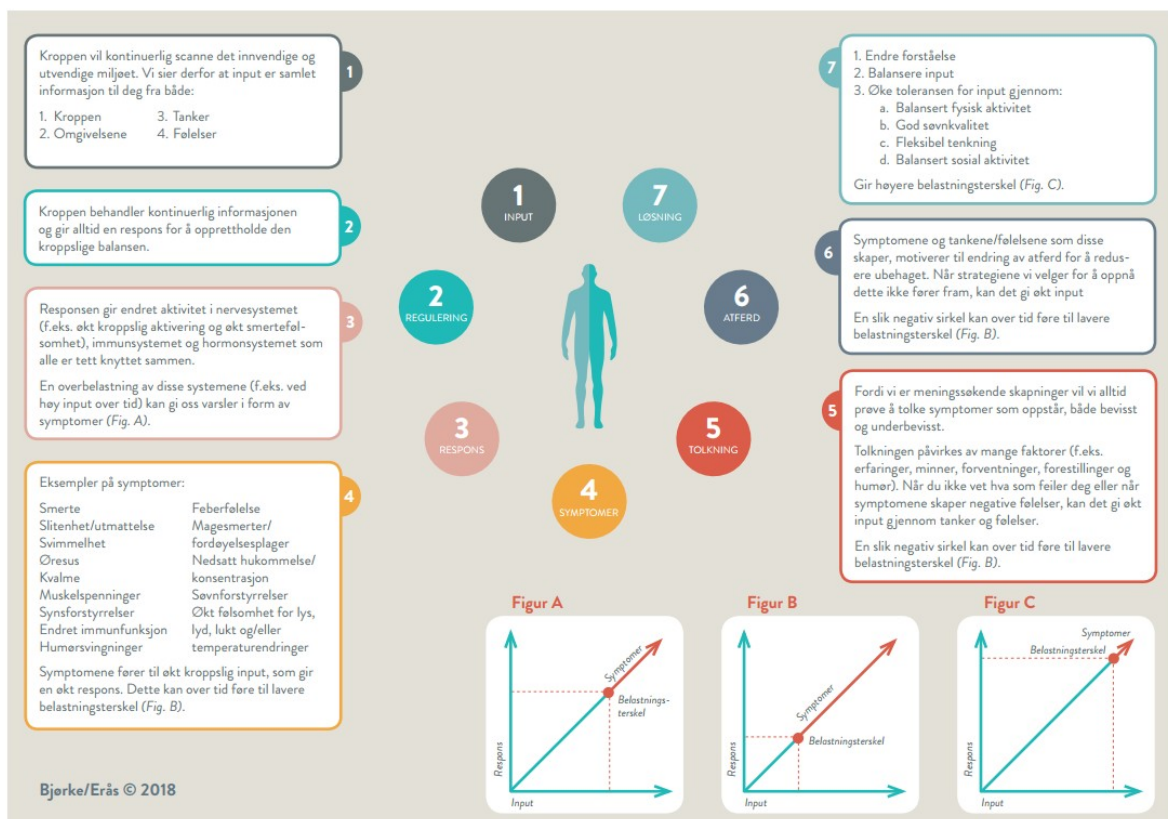 Kroppen vil kontinuerlig scanne det innvendige og
utvendige miljøet. Vi sier derfor at input er samlet
informasjon til deg fra både:
1. Kroppen
2. Omgivelsene
3. Tanker
4. Følelser
1
Kroppen behandler kontinuerlig informasjonen
og gir alltid en respons for å opprettholde den
kroppslige balansen.
2
Responsen gir endret aktivitet i nervesystemet
(f.eks. økt kroppslig aktivering og økt smerteføl-
somhet), immunsystemet og hormonsystemet som
alle er tett knyttet sammen.
En overbelastning av disse systemene (f.eks. ved
høy input over tid) kan gi oss varsler i form av
symptomer (Fig. A).
3
Eksempler på symptomer:
Smerte
Slitenhet/utmattelse
Svimmelhet
Øresus
Kvalme
Muskelspenninger
Synsforstyrrelser
Endret immunfunksjon
Humørsvingninger
Feberfølelse
Magesmerter/
fordøyelsesplager
Nedsatt hukommelse/
konsentrasjon
Søvnforstyrrelser
Økt følsomhet for lys,
lyd, lukt og/eller
temperaturendringer
Symptomene fører til økt kroppslig input, som gir
en økt respons. Dette kan over tid føre til lavere
belastningsterskel (Fig. B).
4
Bjørke/Erås © 2018
1
INPUT
2
REGULERING
3
RESPONS
4
SYMPTOMER
5
TOLKNING
6
ATFERD
7
LØSNING
7
1. Endre forståelse
2. Balansere input
3. Øke toleransen for input gjennom:
a. Balansert fysisk aktivitet
b. God søvnkvalitet
c. Fleksibel tenkning
d. Balansert sosial aktivitet
Gir høyere belastningsterskel (Fig. C).
6
Symptomene og tankene/følelsene som disse
skaper, motiverer til endring av atferd for å redus-
ere ubehaget. Når strategiene vi velger for å oppnå
dette ikke fører fram, kan det gi økt input
En slik negativ sirkel kan over tid føre til lavere
belastningsterskel (Fig. B).
5
Fordi vi er meningssøkende skapninger vil vi alltid
prøve å tolke symptomer som oppstår, både bevisst
og underbevisst.
Tolkningen påvirkes av mange faktorer (f.eks.
erfaringer, minner, forventninger, forestillinger og
humør). Når du ikke vet hva som feiler deg eller når
symptomene skaper negative følelser, kan det gi økt
input gjennom tanker og følelser.
En slik negativ sirkel kan over tid føre til lavere
belastningsterskel (Fig. B).
Figur A
Symptomer
Belastnings-
terskel
Respons
Input
Figur B
Symptomer
Belastningsterskel
Respons
Input
Figur C
Symptomer
Belastningsterskel
Respons
Input